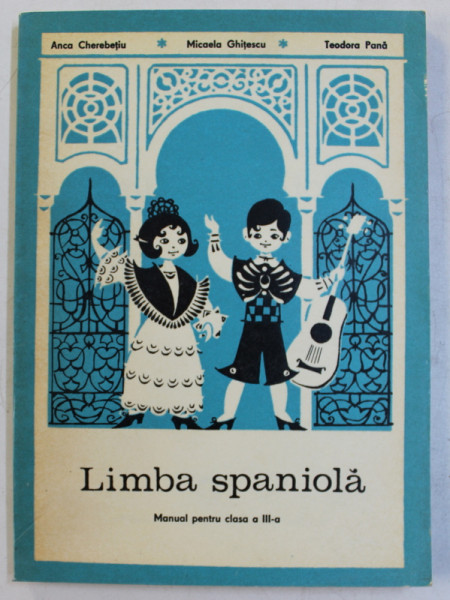 Anca Cherebețiu * Micaela Ghițescu * Teodora Pană
Limba spaniolă
Manual pentru clasa a III-a